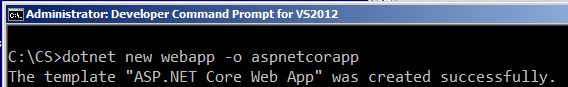 Administrator: Developer Command Prompt for VS2012
C:\CS>dotnet new webapp -o aspnetcorapp
The template "ASP.NET Core Web App" was created successfully.